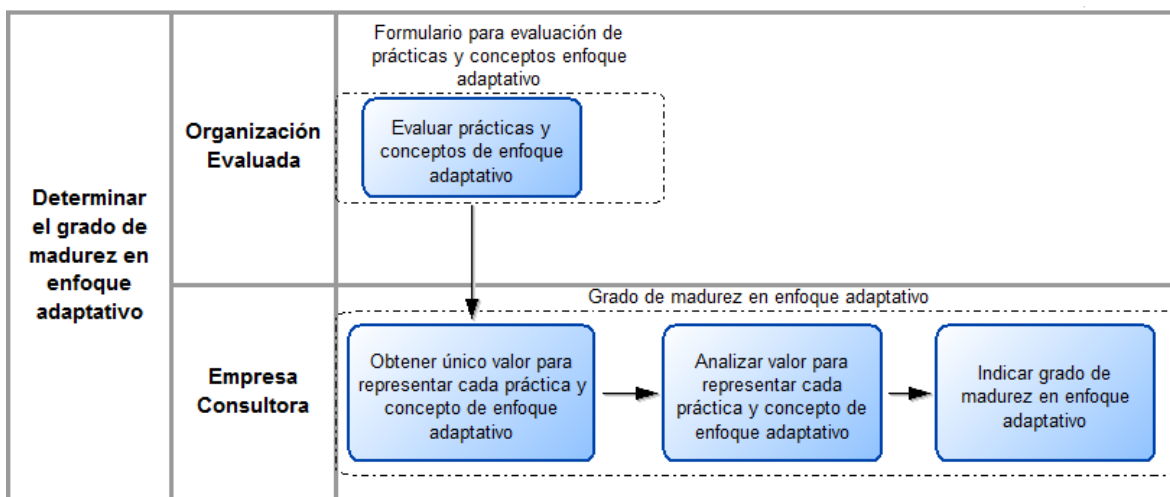 Determinar
el grado de
madurez en
enfoque
adaptativo
Organización
Evaluada
Formulario para evaluación de
prácticas y conceptos enfoque
adaptativo
Evaluar prácticas y
conceptos de enfoque
adaptativo
Empresa
Consultora
Grado de madurez en enfoque adaptativo
Obtener único valor para
representar cada práctica y
concepto de enfoque
adaptativo
Analizar valor para
representar cada
práctica y concepto de
enfoque adaptativo
Indicar grado de
madurez en enfoque
adaptativo